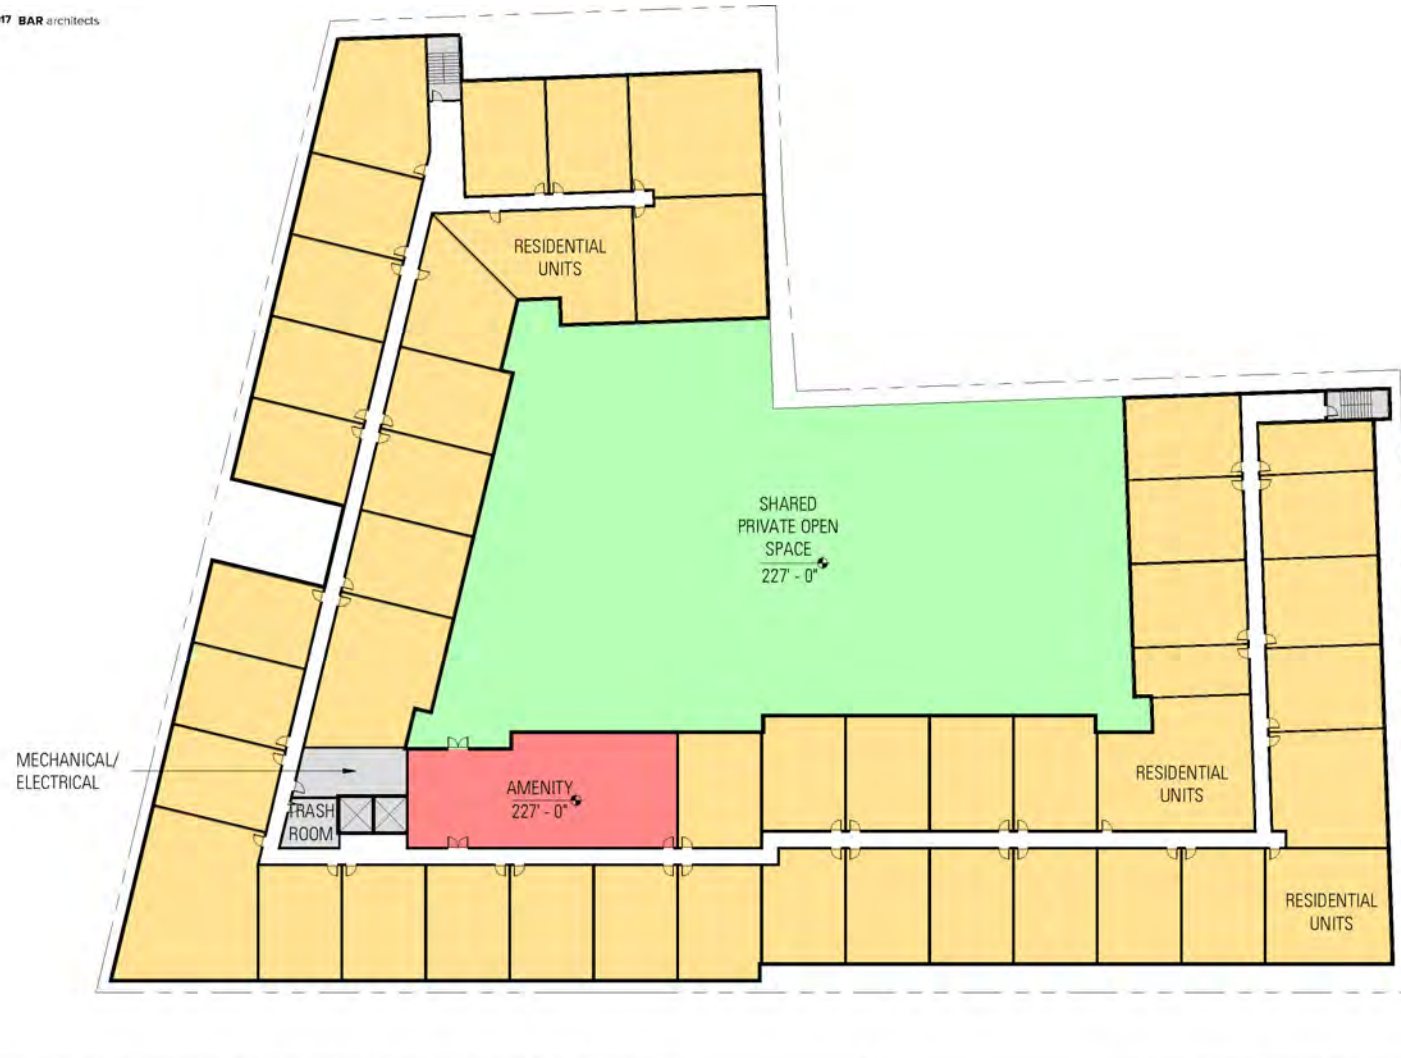 17 BAR architects
RESIDENTIAL
UNITS
SHARED
PRIVATE OPEN
SPACE
227' - 0"
MECHANICAL/
ELECTRICAL
TRASH
ROOM
AMENITY
227' - 0"
RESIDENTIAL
UNITS
RESIDENTIAL
UNITS